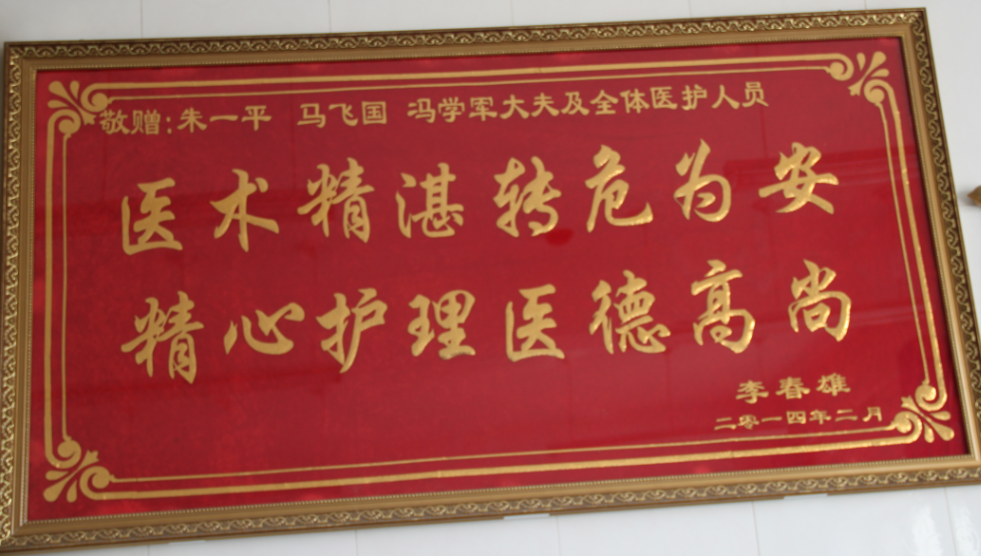 敬赠:朱一平 马飞国 冯学军大夫及全体医护人员
医术精湛转危为安
精心护理医德高尚
李春雄
二零一四年二月